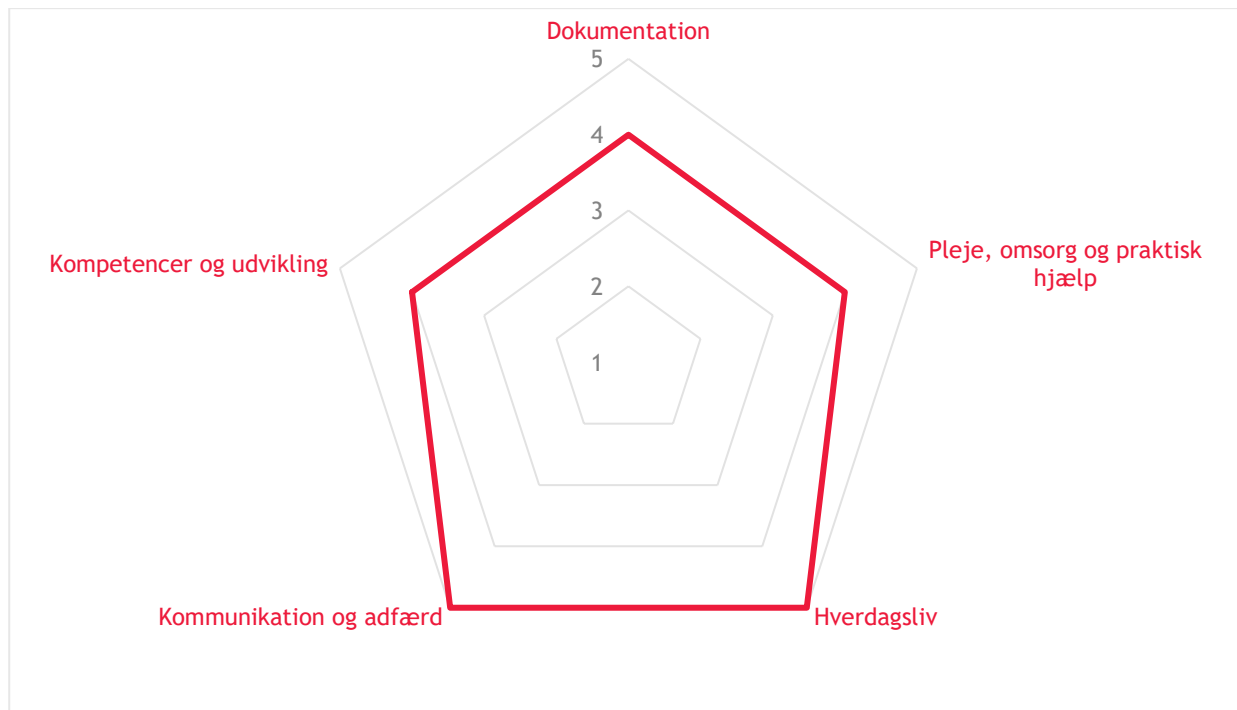 Dokumentation
5
4
3
2
1
Pleje, omsorg og praktisk
hjælp
Hverdagsliv
Kommunikation og adfærd
Kompetencer og udvikling